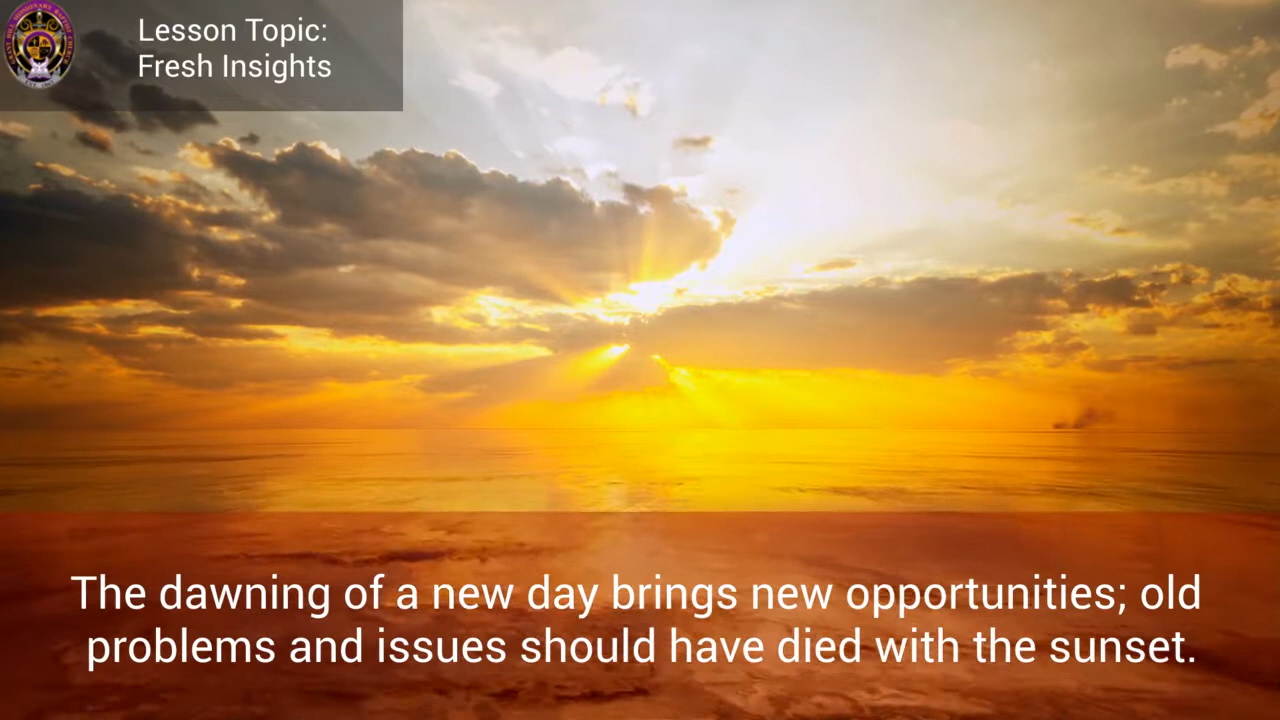 Lesson Topic:
Fresh Insights
The dawning of a new day brings new opportunities; old
problems and issues should have died with the sunset.